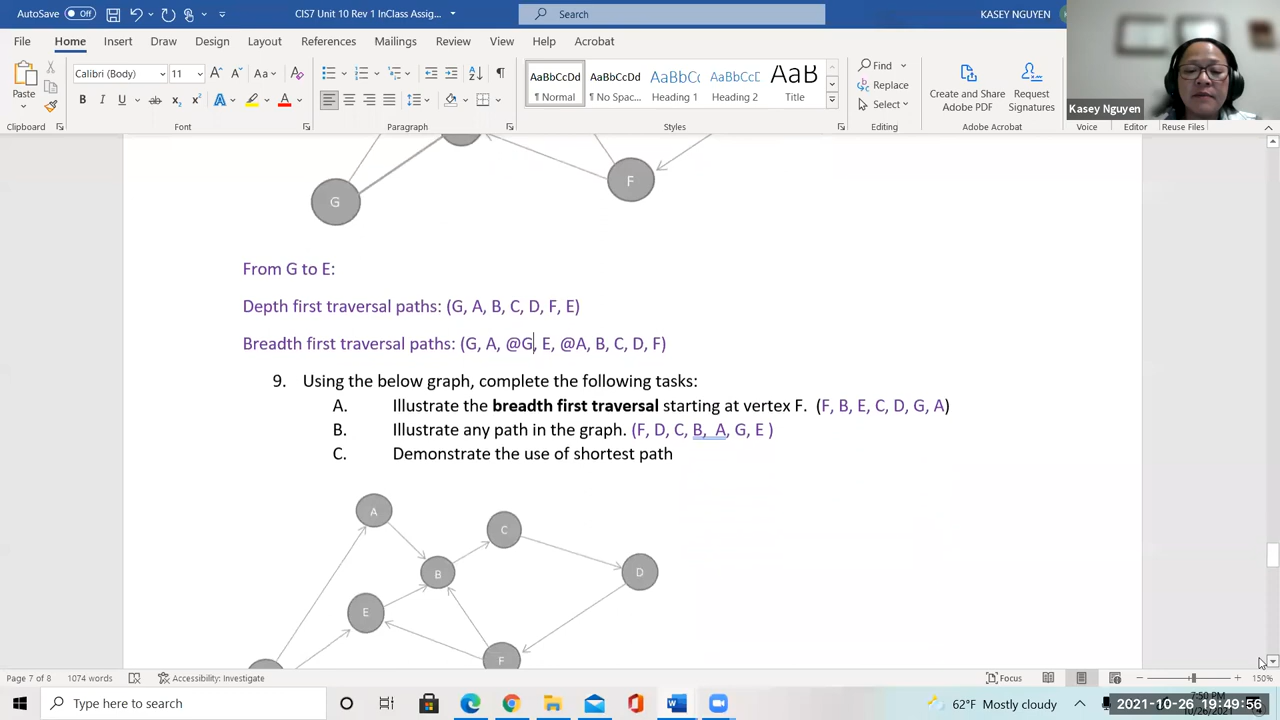 AutoSave Off
CIS7 Unit 10 Rev 1 InClass Assig...
Search
KASEY NGUYEN
File Home Insert Draw Design Layout References Mailings Review View Help Acrobat
Paste
Calibri (Body) 11
AaBbCcDd AaBbCcDd AaBbCc AaBbCcD AaB
¶ Normal ¶ No Spac... Heading 1 Heading 2 Title
Find
Replace
Select
Create and Share Adobe PDF
Request Signatures
Kasey Nguyen
Clipboard Font Paragraph Styles Editing Adobe Acrobat Voice Editor Reuse Files
F
G
From G to E:
Depth first traversal paths: (G, A, B, C, D, F, E)
Breadth first traversal paths: (G, A, @G, E, @A, B, C, D, F)
9. Using the below graph, complete the following tasks:
A. Illustrate the breadth first traversal starting at vertex F. (F, B, E, C, D, G, A)
B. Illustrate any path in the graph. (F, D, C, B, A, G, E )
C. Demonstrate the use of shortest path
A
C
B
D
E
F
Page 7 of 8 1074 words Accessibility: Investigate Focus 150%
Type here to search
62°F Mostly cloudy
7:50 PM
2021-10-26 19:49:56